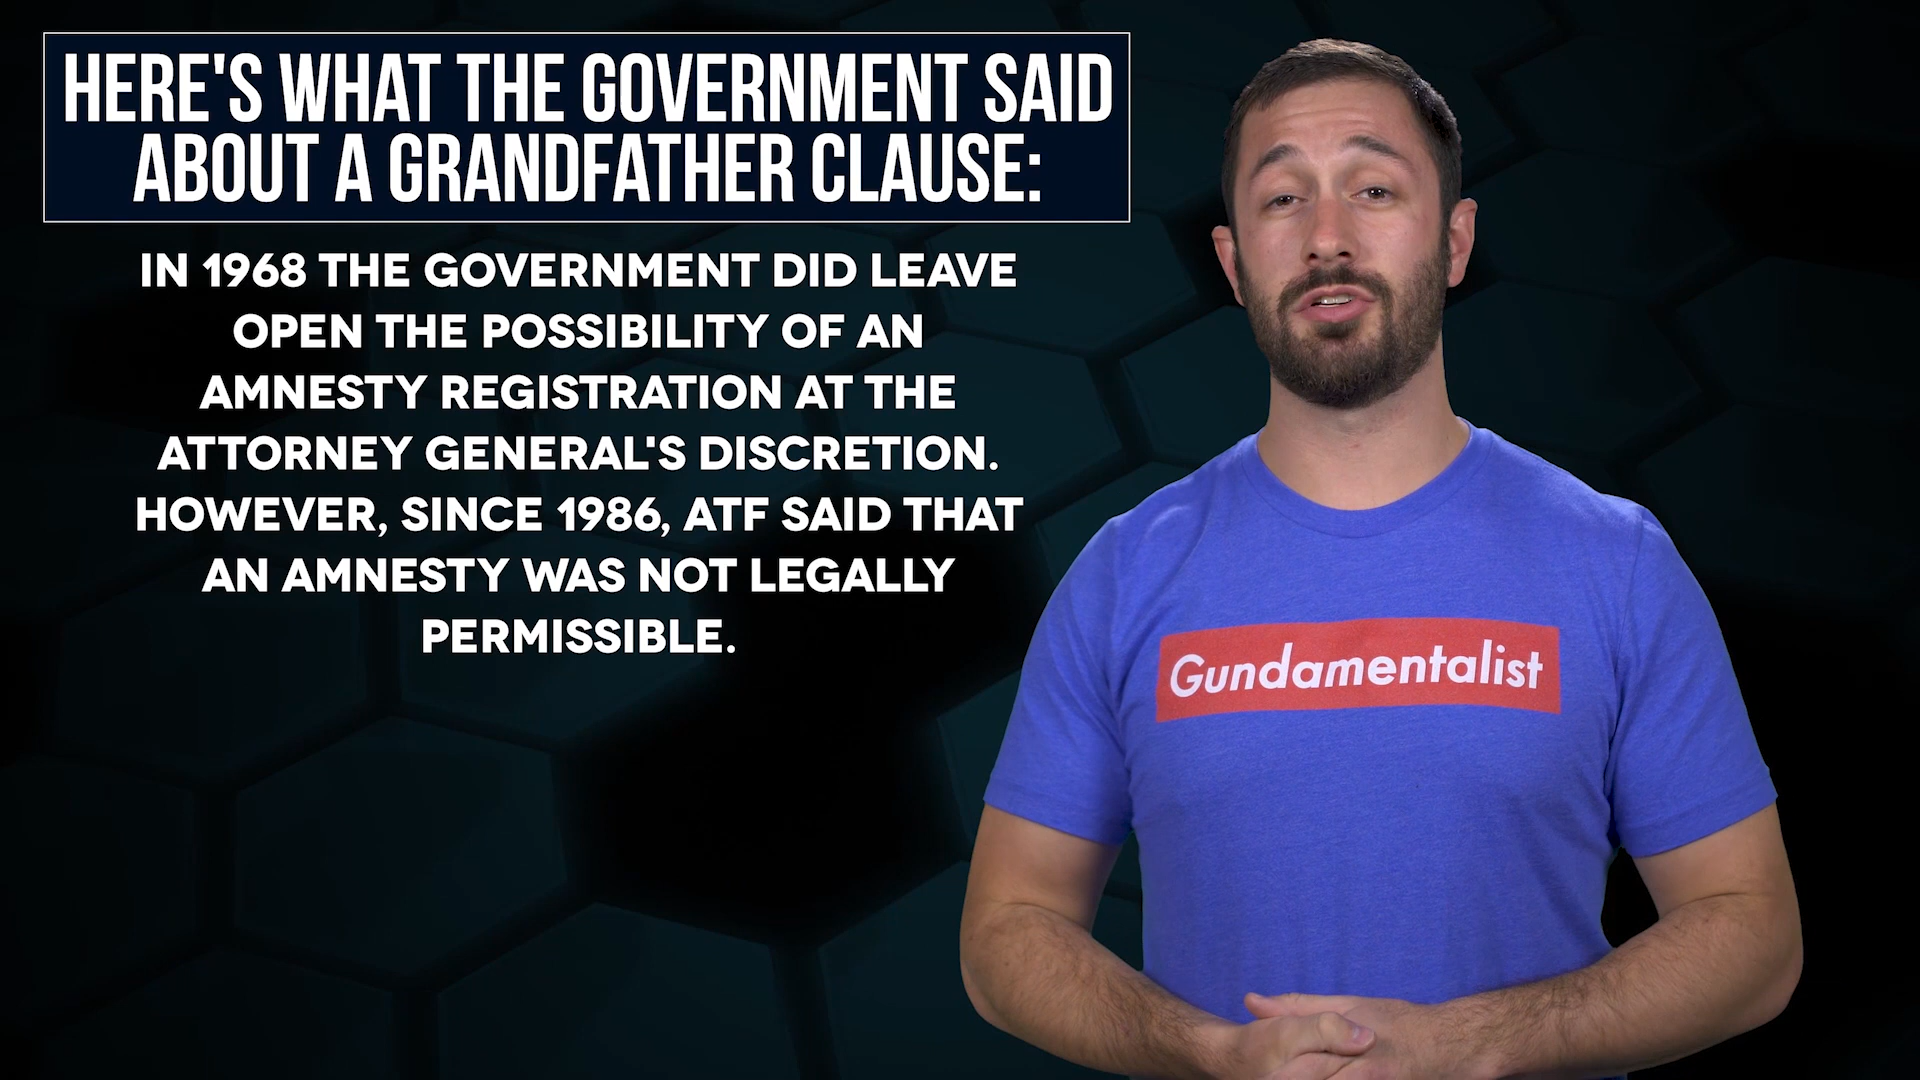 HERE'S WHAT THE GOVERNMENT SAID
ABOUT A GRANDFATHER CLAUSE:
IN 1968 THE GOVERNMENT DID LEAVE
OPEN THE POSSIBILITY OF AN
AMNESTY REGISTRATION AT THE
ATTORNEY GENERAL'S DISCRETION.
HOWEVER, SINCE 1986, ATF SAID THAT
AN AMNESTY WAS NOT LEGALLY
PERMISSIBLE.
Gundamentalist